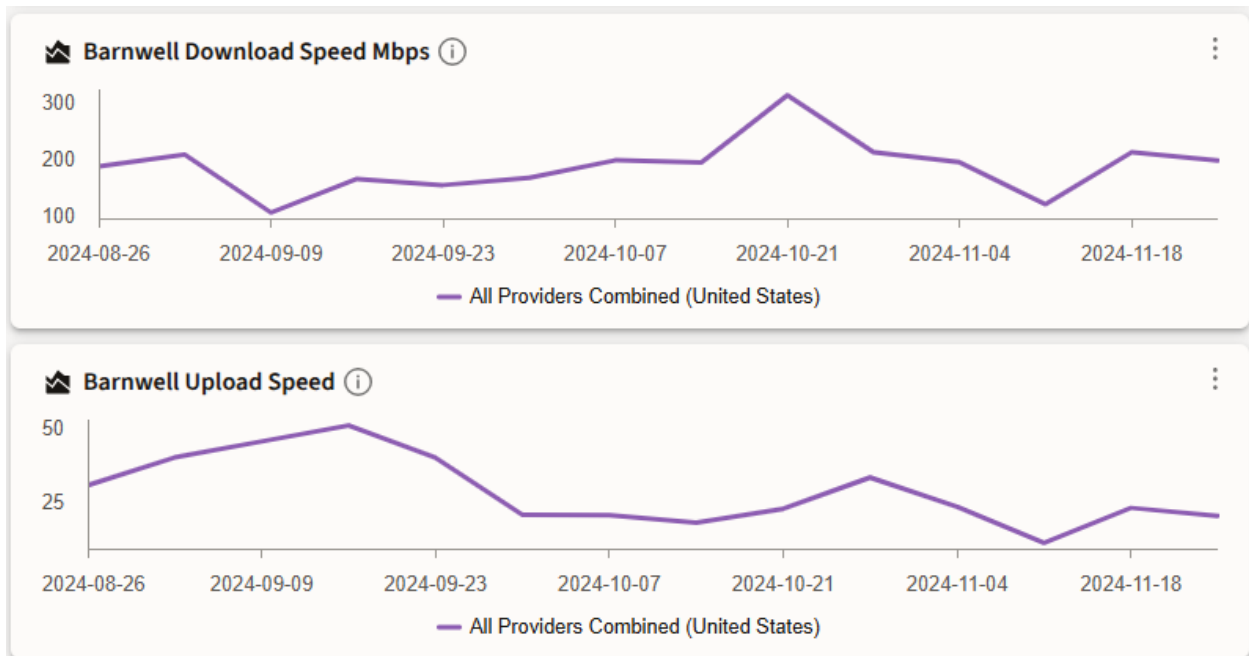 Barnwell Download Speed Mbps
300
200
100
2024-08-26 2024-09-09 2024-09-23 2024-10-07 2024-10-21 2024-11-04 2024-11-18
All Providers Combined (United States)
Barnwell Upload Speed
50
25
2024-08-26 2024-09-09 2024-09-23 2024-10-07 2024-10-21 2024-11-04 2024-11-18
All Providers Combined (United States)